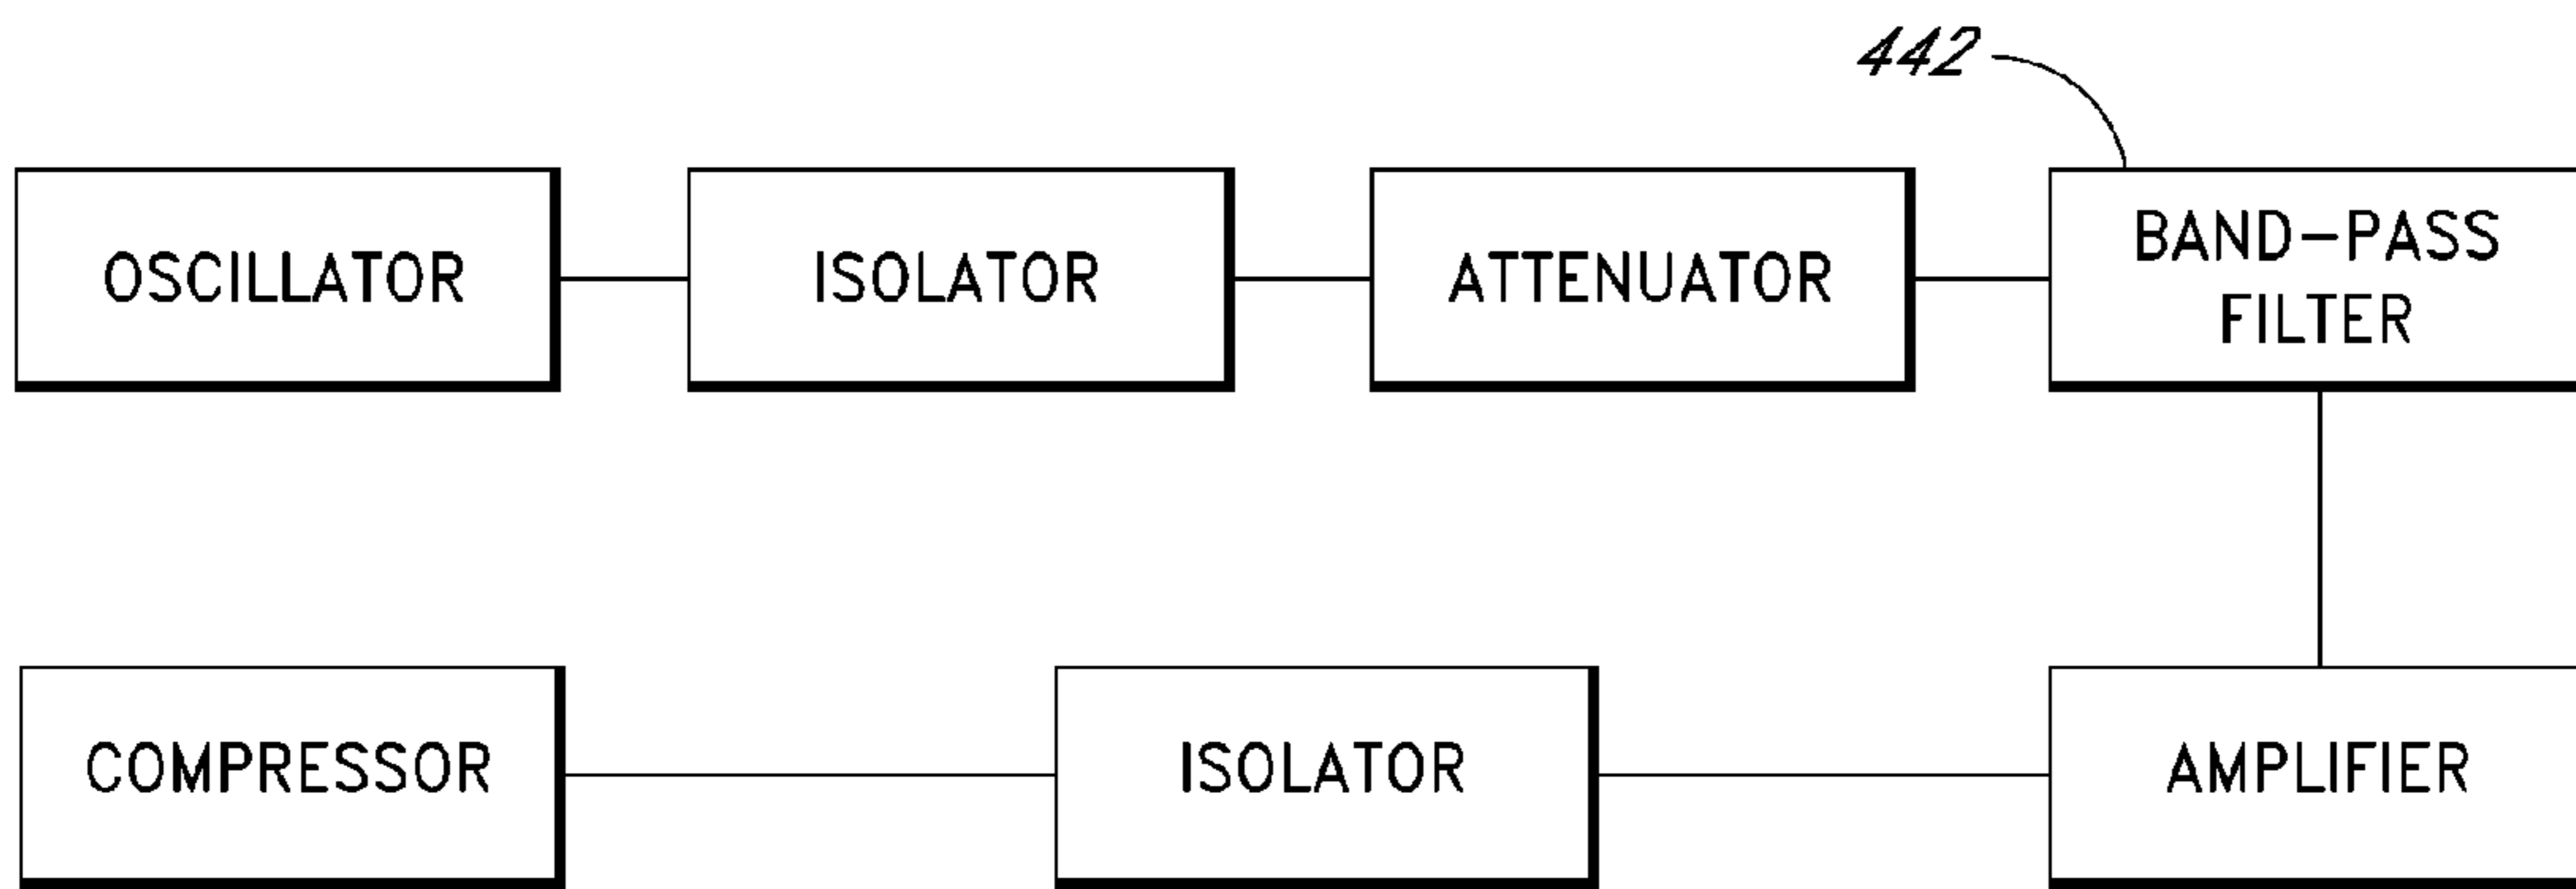 442
OSCILLATOR
ISOLATOR
ATTENUATOR
BAND-PASS
FILTER
COMPRESSOR
ISOLATOR
AMPLIFIER